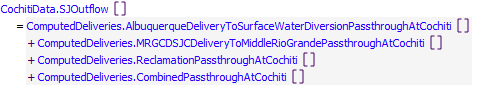 CochitiData.SJOutflow []
= ComputedDeliveries.AlbuquerqueDeliveryToSurfaceWaterDiversionPassthroughAtCochiti []
+ ComputedDeliveries.MRGCDSJCDeliveryToMiddleRioGrandePassthroughAtCochiti []
+ ComputedDeliveries.ReclamationPassthroughAtCochiti []
+ ComputedDeliveries.CombinedPassthroughAtCochiti []